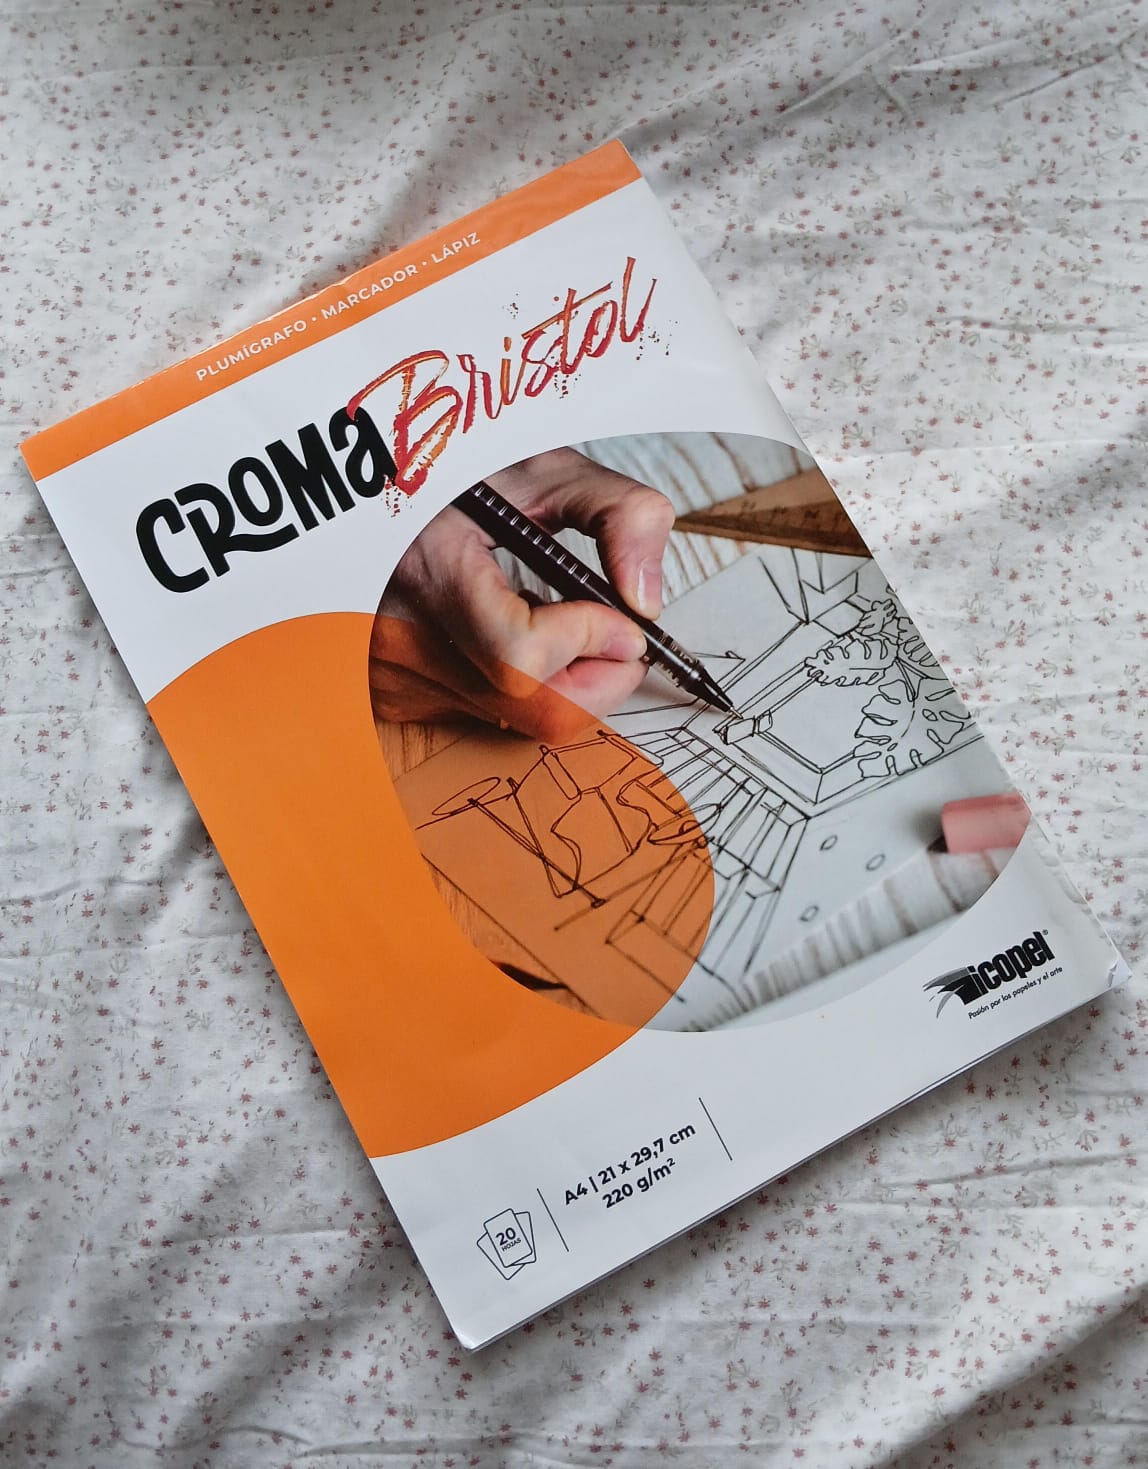 PLUMÍGRAFO • MARCADOR • LÁPIZ
CROMa Bristol
icopel®
Pasión por los papeles y el arte
A4 | 21 x 29,7 cm
220 g/m²
20
HOJAS